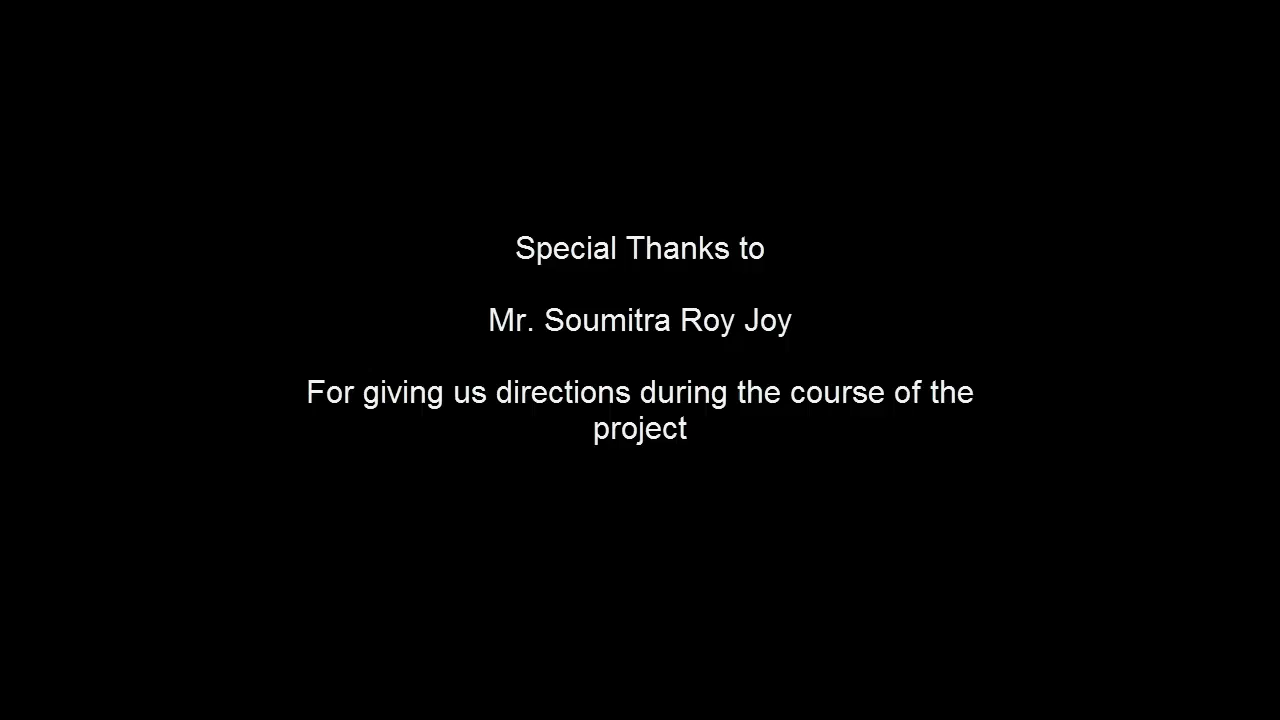 Special Thanks to
Mr. Soumitra Roy Joy
For giving us directions during the course of the
project